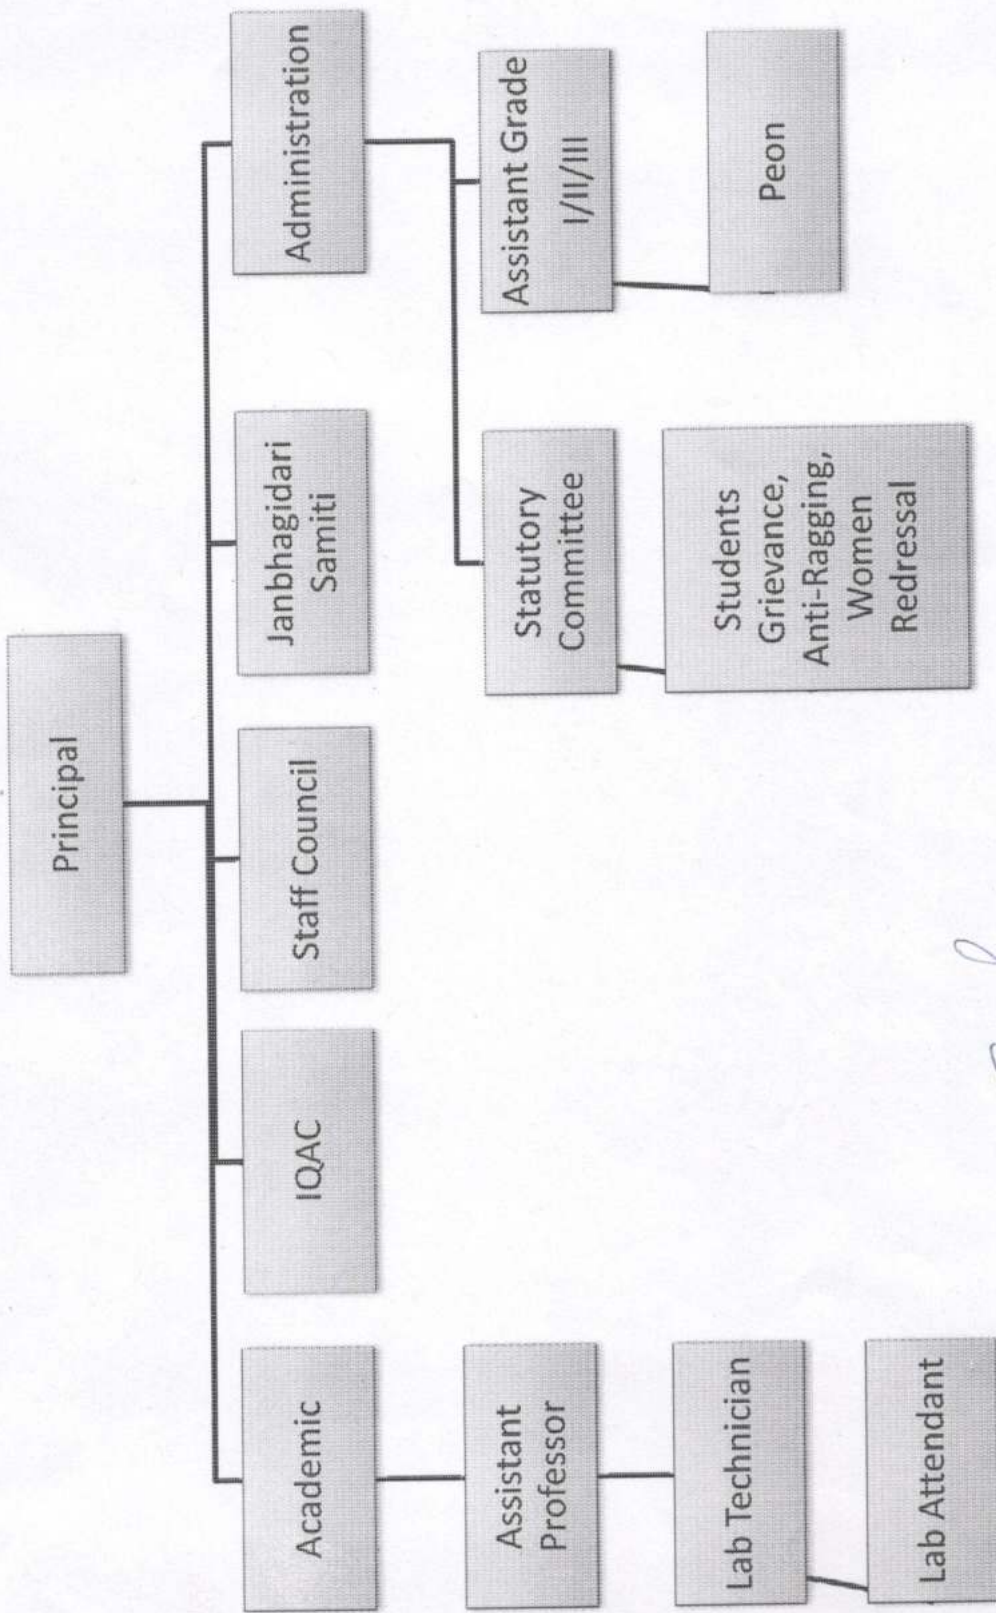 Principal
Academic
IQAC
Staff Council
Janbhagidari
Samiti
Administration
Assistant
Professor
Lab Technician
Lab Attendant
Statutory
Committee
Students
Grievance,
Anti-Ragging,
Women
Redressal
Assistant Grade
I/II/III
Peon